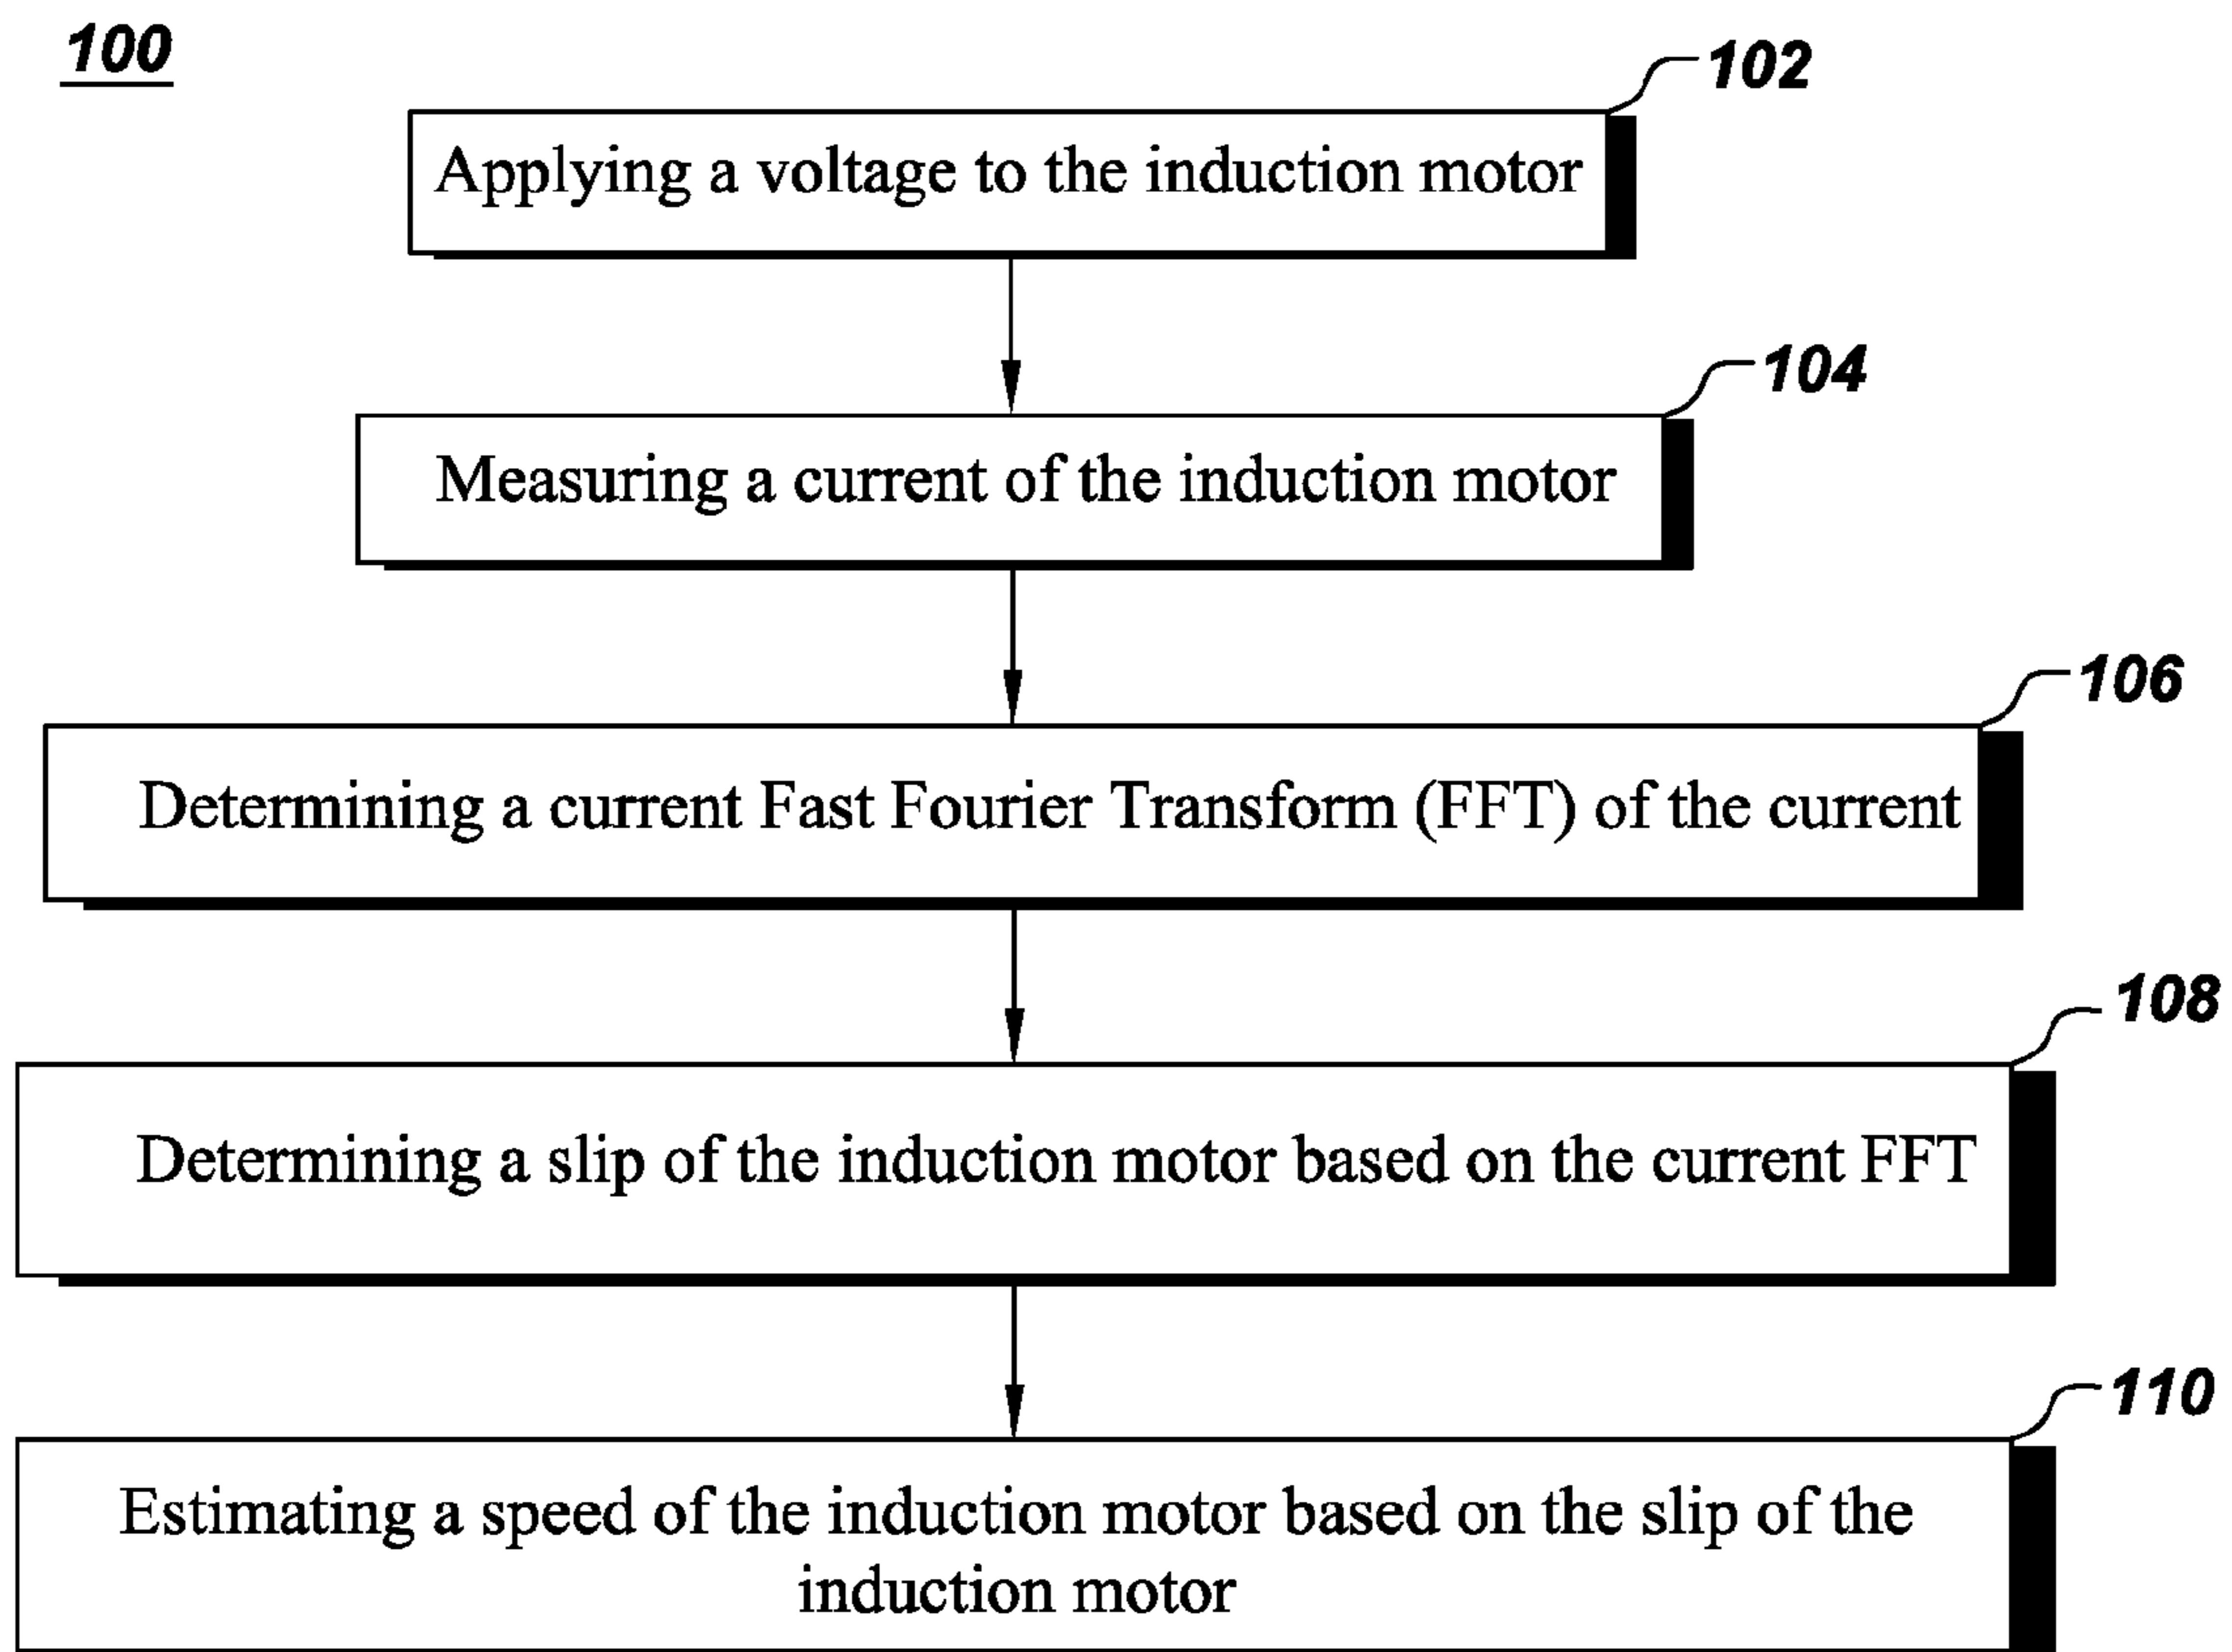 100
102
Applying a voltage to the induction motor
104
Measuring a current of the induction motor
106
Determining a current Fast Fourier Transform (FFT) of the current
108
Determining a slip of the induction motor based on the current FFT
110
Estimating a speed of the induction motor based on the slip of the
induction motor